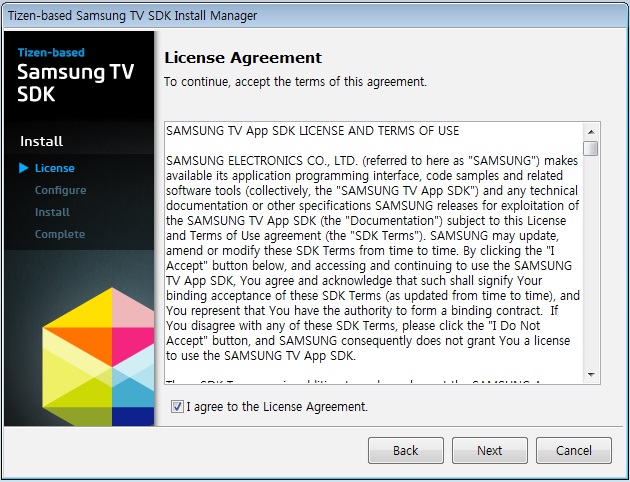 Tizen-based Samsung TV SDK Install Manager
Tizen-based
Samsung TV
SDK
Install
License
Configure
Install
Complete
License Agreement
To continue, accept the terms of this agreement.
SAMSUNG TV App SDK LICENSE AND TERMS OF USE
SAMSUNG ELECTRONICS CO., LTD. (referred to here as "SAMSUNG") makes
available its application programming interface, code samples and related
software tools (collectively, the "SAMSUNG TV App SDK") and any technical
documentation or other specifications SAMSUNG releases for exploitation of
the SAMSUNG TV App SDK (the "Documentation") subject to this License
and Terms of Use agreement (the "SDK Terms"). SAMSUNG may update,
amend or modify these SDK Terms from time to time. By clicking the "I
Accept" button below, and accessing and continuing to use the SAMSUNG
TV App SDK, You agree and acknowledge that such shall signify Your
binding acceptance of these SDK Terms (as updated from time to time), and
You represent that You have the authority to form a binding contract.  If
You disagree with any of these SDK Terms, please click the "I Do Not
Accept" button, and SAMSUNG consequently does not grant You a license
to use the SAMSUNG TV App SDK.
I agree to the License Agreement.
Back
Next
Cancel